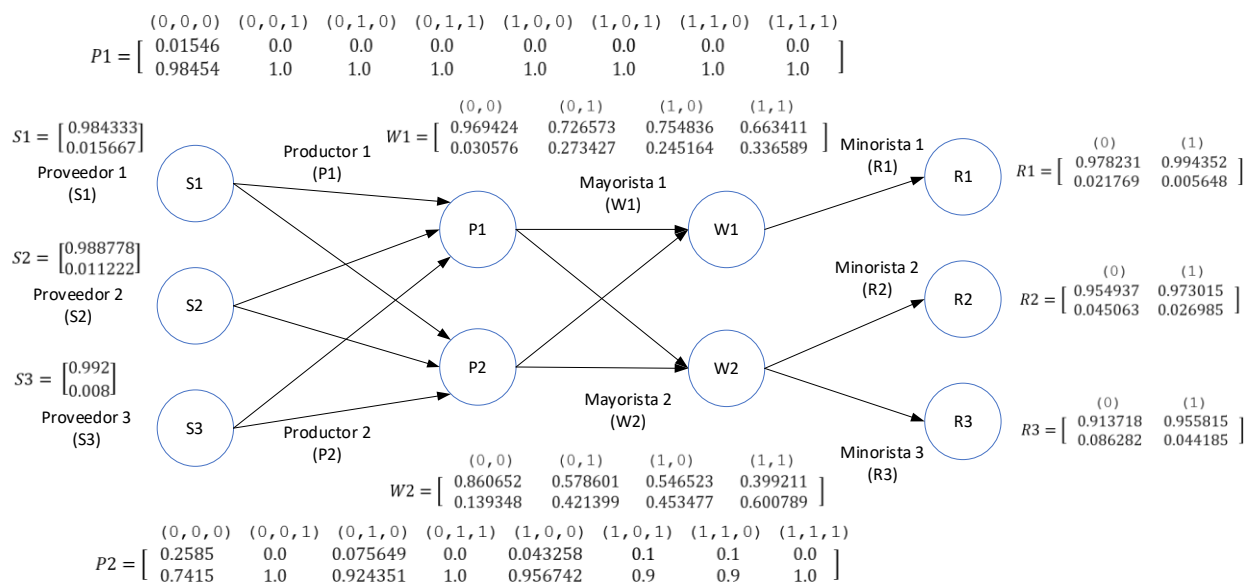 (0,0,0) (0,0,1) (0,1,0) (0,1,1) (1,0,0) (1,0,1) (1,1,0) (1,1,1)
P1 = [ 0.01546 0.0 0.0 0.0 0.0 0.0 0.0 0.0 ]
0.98454 1.0 1.0 1.0 1.0 1.0 1.0 1.0
(0,0) (0,1) (1,0) (1,1)
W1 = [ 0.969424 0.726573 0.754836 0.663411 ]
0.030576 0.273427 0.245164 0.336589
S1 = [ 0.984333 ]
0.015667
Proveedor 1
(S1)
S1
Productor 1
(P1)
P1
Mayorista 1
(W1)
W1
Minorista 1
(R1)
R1
(0) (1)
R1 = [ 0.978231 0.994352 ]
0.021769 0.005648
S2 = [ 0.988778 ]
0.011222
Proveedor 2
(S2)
S2
Minorista 2
(R2)
R2
(0) (1)
R2 = [ 0.954937 0.973015 ]
0.045063 0.026985
S3 = [ 0.992 ]
0.008
Proveedor 3
(S3)
S3
Productor 2
(P2)
P2
Mayorista 2
(W2)
W2
Minorista 3
(R3)
R3
(0) (1)
R3 = [ 0.913718 0.955815 ]
0.086282 0.044185
(0,0) (0,1) (1,0) (1,1)
W2 = [ 0.860652 0.578601 0.546523 0.399211 ]
0.139348 0.421399 0.453477 0.600789
(0,0,0) (0,0,1) (0,1,0) (0,1,1) (1,0,0) (1,0,1) (1,1,0) (1,1,1)
P2 = [ 0.2585 0.0 0.075649 0.0 0.043258 0.1 0.1 0.0 ]
0.7415 1.0 0.924351 1.0 0.956742 0.9 0.9 1.0